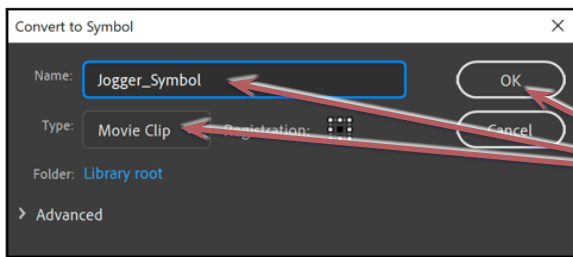 Convert to Symbol
Name: Jogger_Symbol OK
Type: Movie Clip Registration: Cancel
Folder: Library root
Advanced